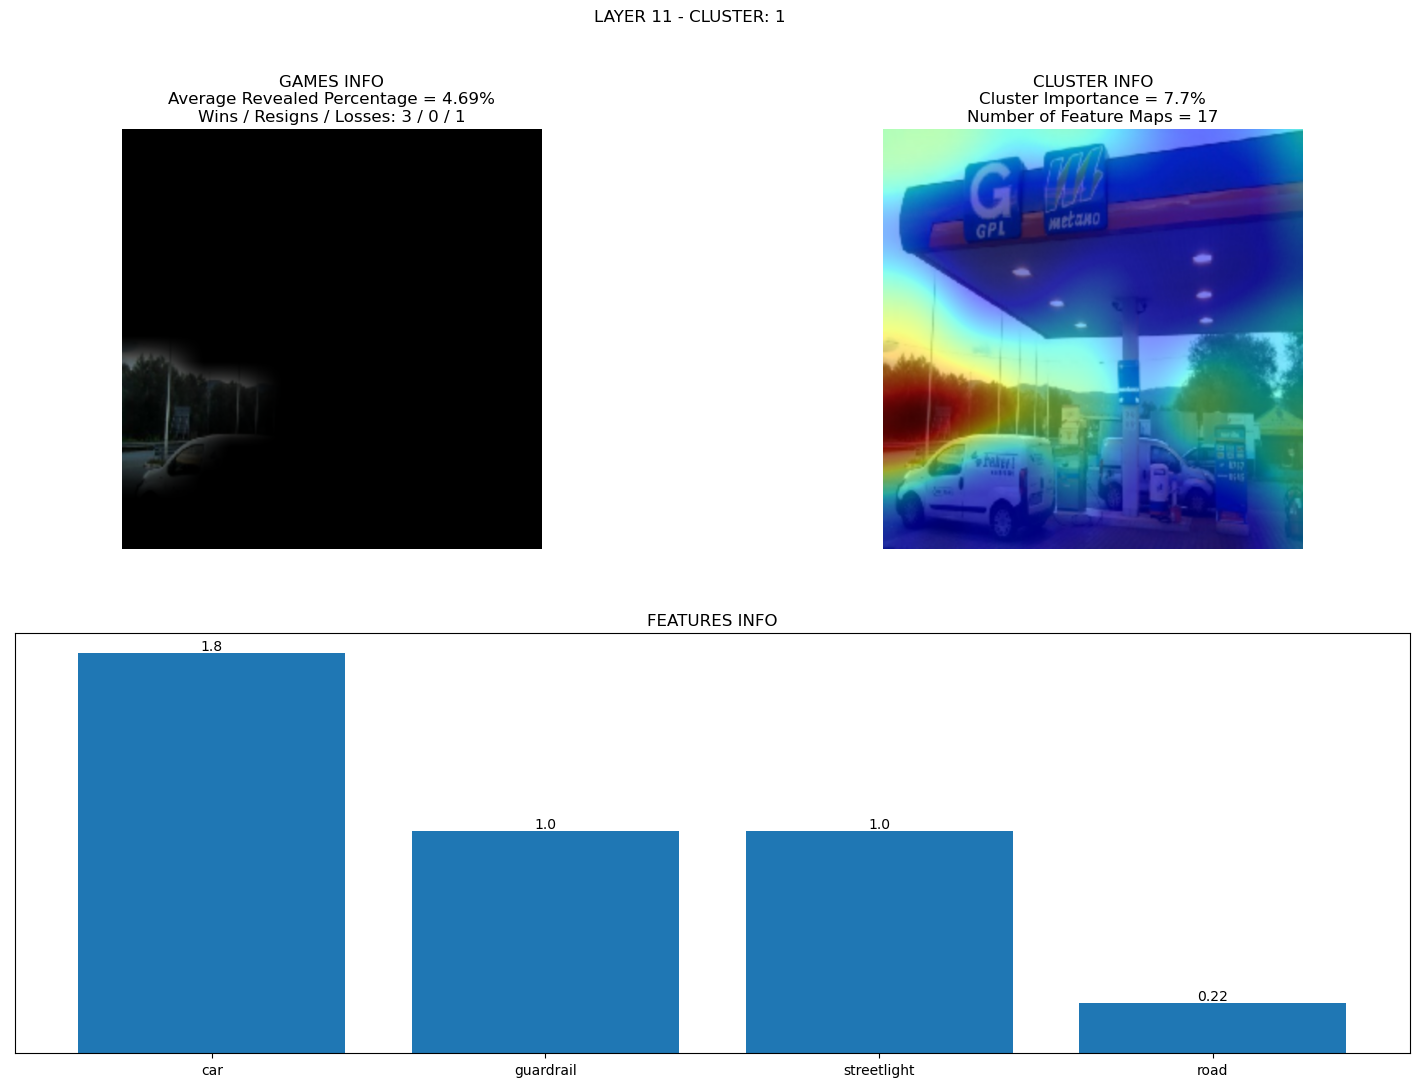 LAYER 11 - CLUSTER: 1
GAMES INFO
Average Revealed Percentage = 4.69%
Wins / Resigns / Losses: 3 / 0 / 1
CLUSTER INFO
Cluster Importance = 7.7%
Number of Feature Maps = 17
G
GPL
metano
FEATURES INFO
1.8
1.0
1.0
0.22
car
guardrail
streetlight
road